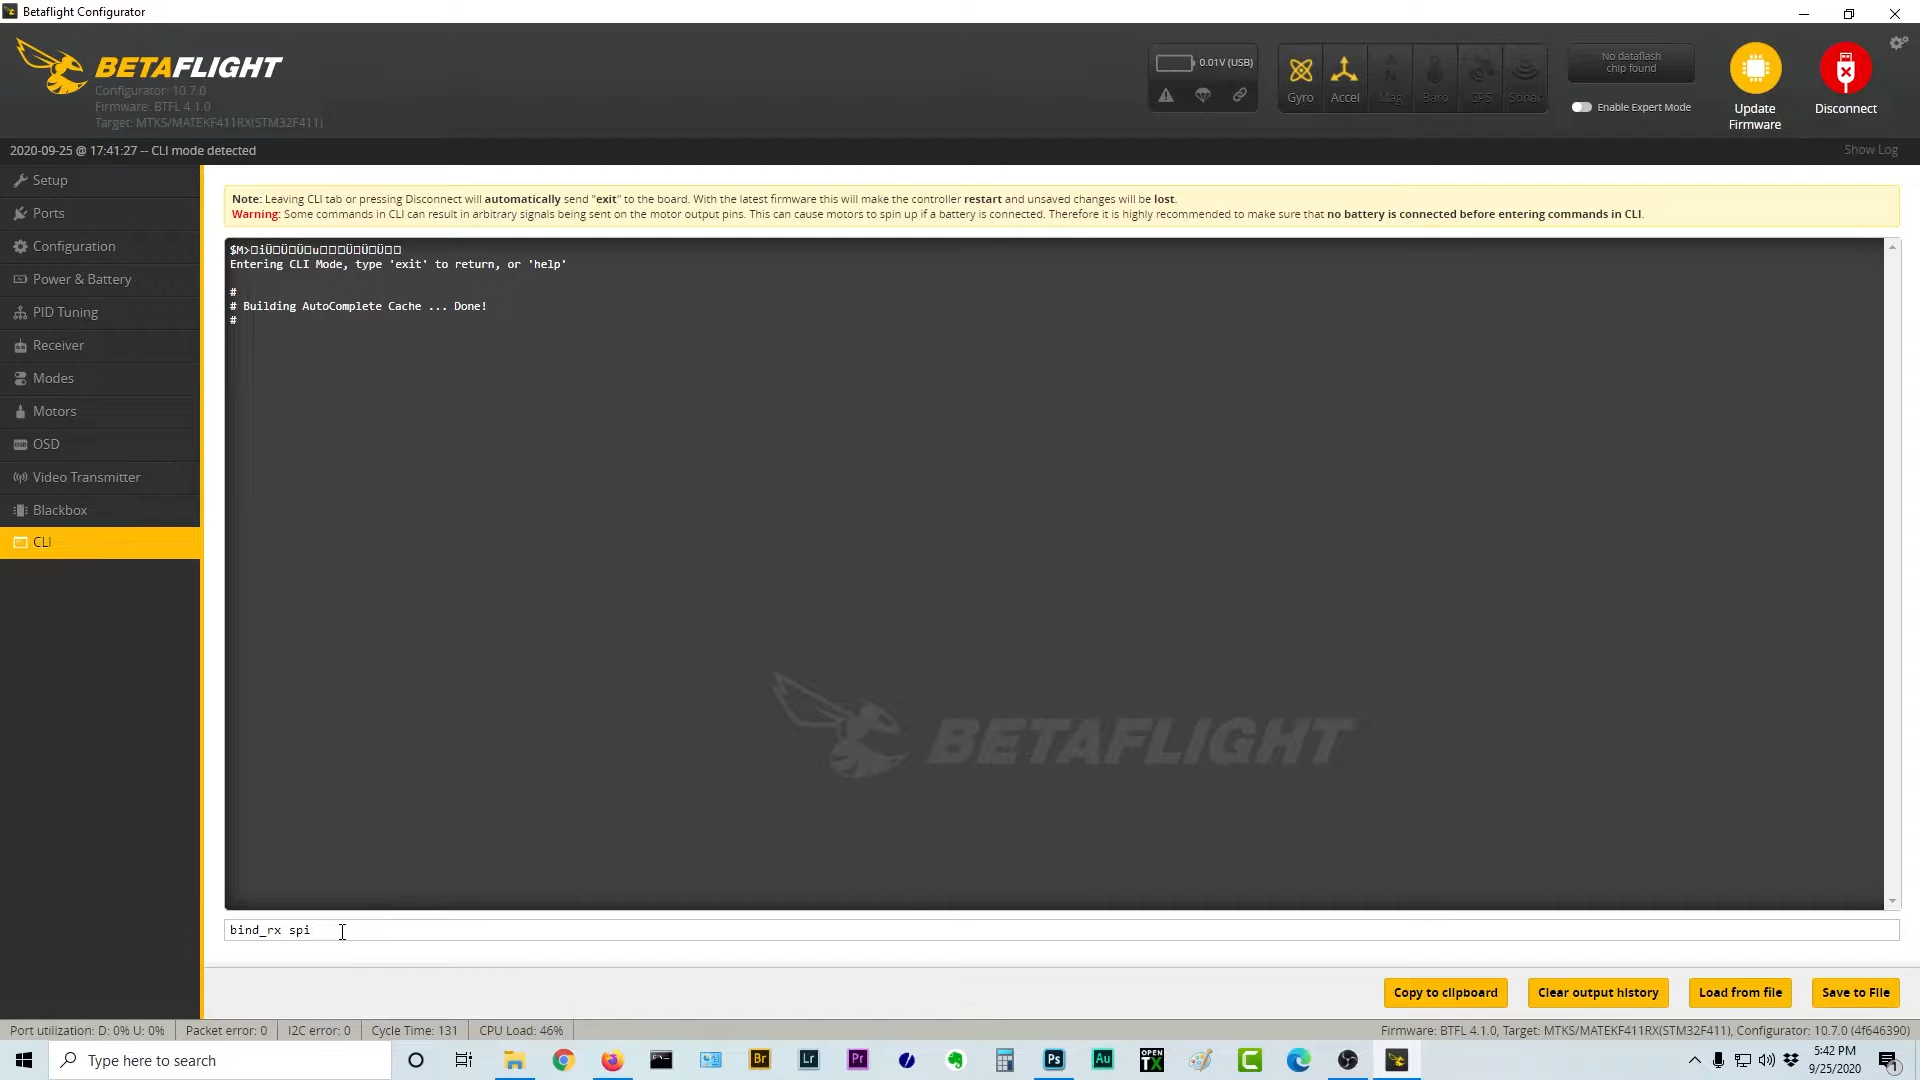 Betaflight Configurator
BETAFLIGHT
Configurator: 10.7.0
Firmware: BTFL 4.1.0
Target: MTKS/MATEKF411RX(STM32F411)
0.01V (USB)
Gyro
Accel
Mag
Baro
GPS
Sonar
No dataflash
chip found
Enable Expert Mode
Update
Firmware
Disconnect
2020-09-25 @ 17:41:27 -- CLI mode detected
Show Log
Setup
Ports
Configuration
Power & Battery
PID Tuning
Receiver
Modes
Motors
OSD
Video Transmitter
Blackbox
CLI
Note: Leaving CLI tab or pressing Disconnect will automatically send "exit" to the board. With the latest firmware this will make the controller restart and unsaved changes will be lost.
Warning: Some commands in CLI can result in arbitrary signals being sent on the motor output pins. This can cause motors to spin up if a battery is connected. Therefore it is highly recommended to make sure that no battery is connected before entering commands in CLI.
$M>□iÜ□Ü□Ü□u□□□Ü□Ü□Ü□□
Entering CLI Mode, type 'exit' to return, or 'help'
#
# Building AutoComplete Cache ... Done!
#
BETAFLIGHT
bind_rx spi
Copy to clipboard
Clear output history
Load from file
Save to File
Port utilization: D: 0% U: 0%
Packet error: 0
I2C error: 0
Cycle Time: 131
CPU Load: 46%
Firmware: BTFL 4.1.0, Target: MTKS/MATEKF411RX(STM32F411), Configurator: 10.7.0 (4f646390)
Type here to search
Br
Lr
Pr
Ps
Au
OPEN
TX
5:42 PM
9/25/2020
1